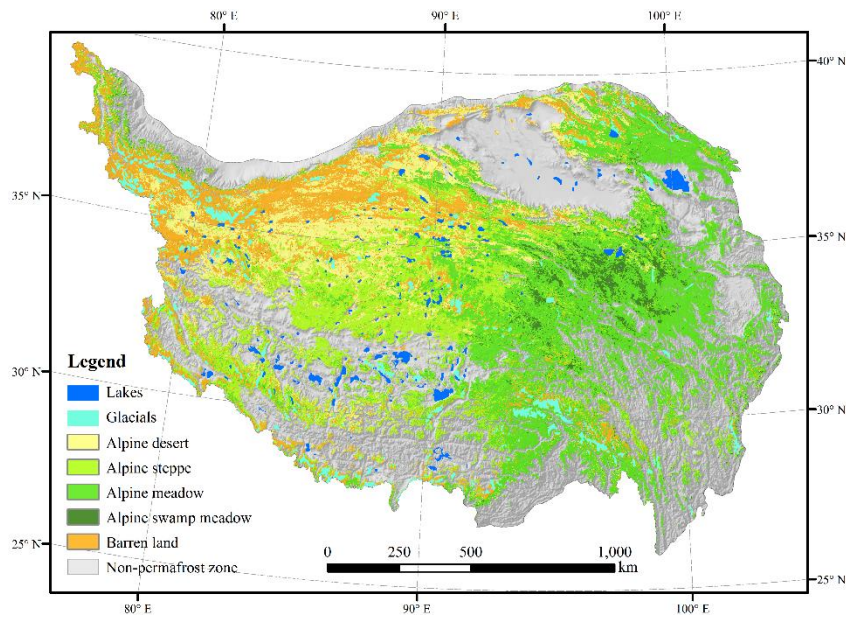 80° E 90° E 100° E
40° N
35° N
35° N
30° N
30° N
25° N
25° N
Legend
Lakes
Glacials
Alpine desert
Alpine steppe
Alpine meadow
Alpine swamp meadow
Barren land
Non-permafrost zone
0 250 500 1,000
km
80° E 90° E 100° E